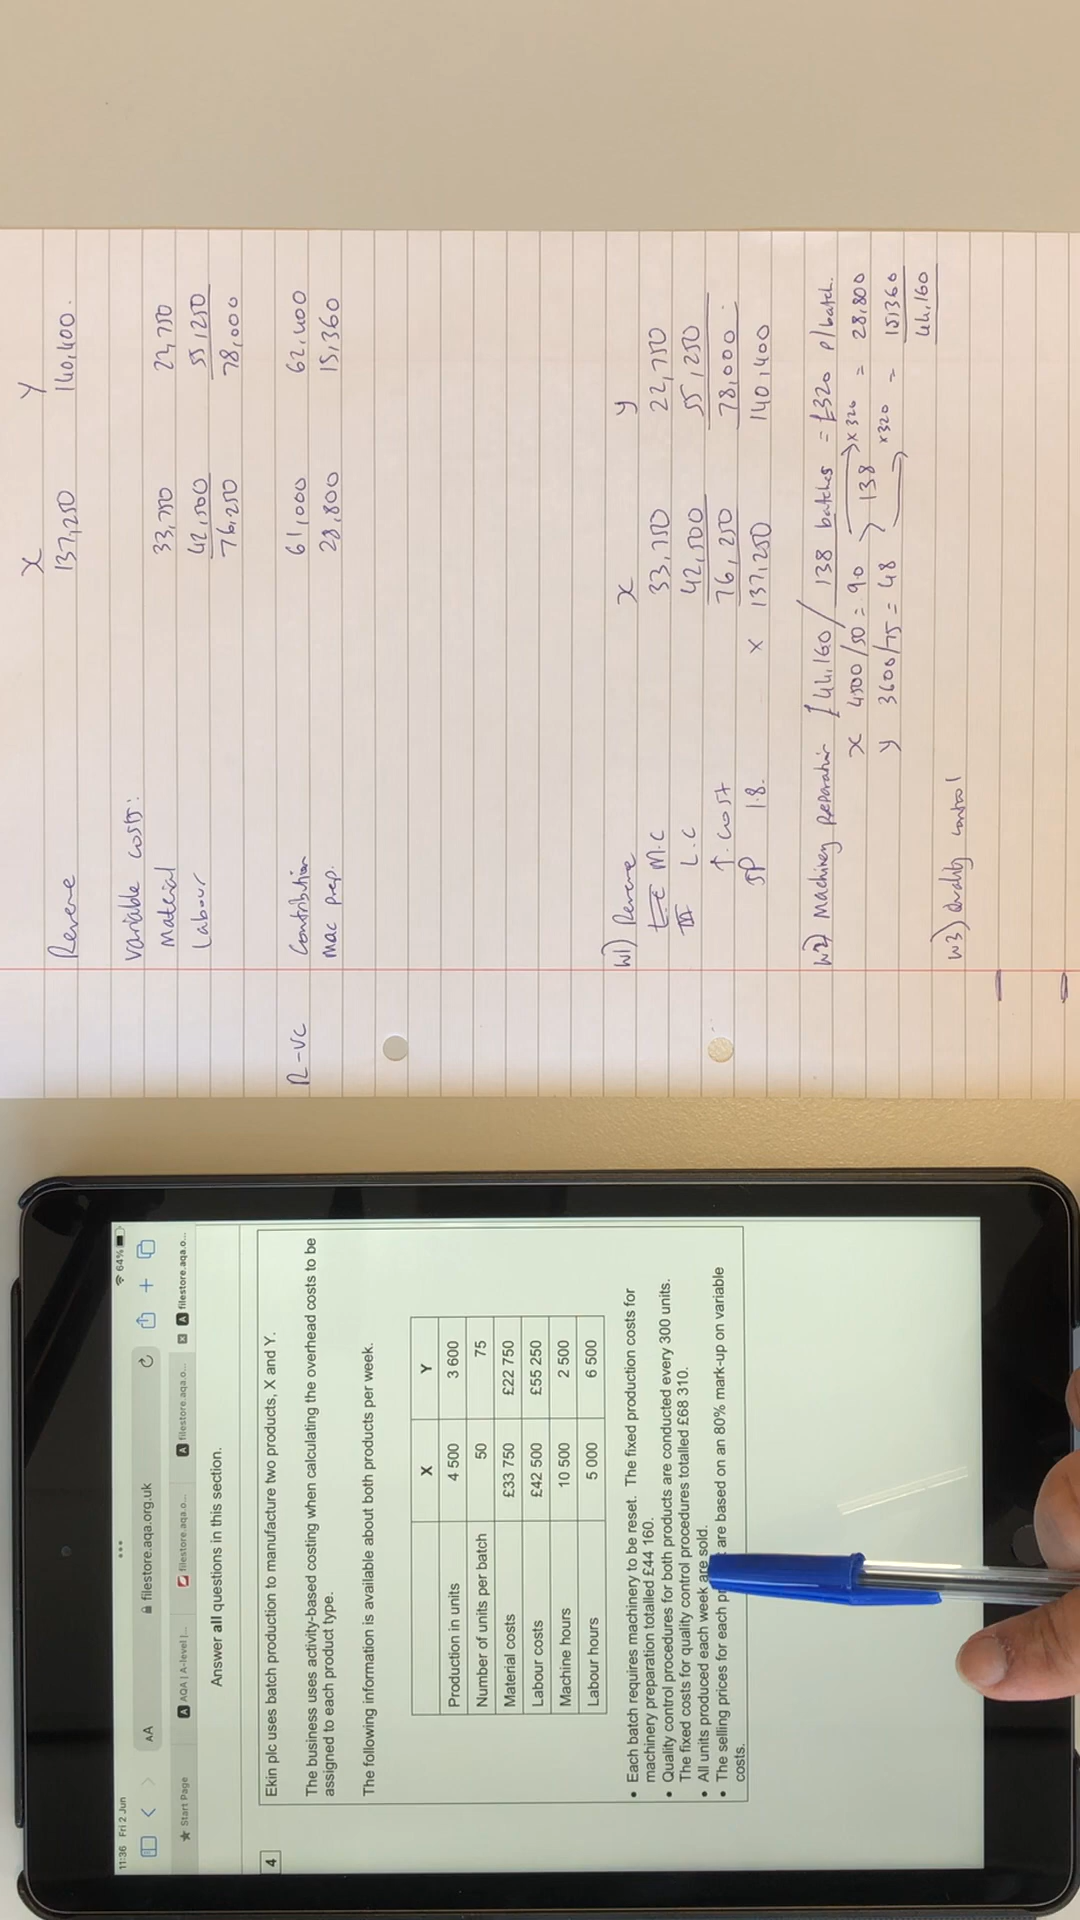 11:36 Fri 2 Jun
64%
AA
filestore.aqa.org.uk
Start Page
AQA | A-level |...
filestore.aqa.o...
filestore.aqa.o...
filestore.aqa.o...
Answer all questions in this section.
4
Ekin plc uses batch production to manufacture two products, X and Y.
The business uses activity-based costing when calculating the overhead costs to be
assigned to each product type.
The following information is available about both products per week.
X Y
Production in units 4 500 3 600
Number of units per batch 50 75
Material costs £33 750 £22 750
Labour costs £42 500 £55 250
Machine hours 10 500 2 500
Labour hours 5 000 6 500
• Each batch requires machinery to be reset. The fixed production costs for
machinery preparation totalled £44 160.
• Quality control procedures for both products are conducted every 300 units.
The fixed costs for quality control procedures totalled £68 310.
• All units produced each week are sold.
• The selling prices for each are based on an 80% mark-up on variable
costs.
X Y
Revenue 137,250 140,400.
Variable costs:
Material 33,750 22,750
Labour 42,500 55,250
76,250 78,000
R-VC Contribution 61,000 62,400
Mac prep. 28,800 15,360
W1) Revenue X Y
M.C 33,750 22,750
L.C 42,500 55,250
T.Cost 76,250 78,000
SP 1.8. X 137,250 140,400
W2) Machinery preparation £44,160 / 138 batches = £320 p/batch.
X 4500/50 = 90 138 x320 = 28,800
Y 3600/75 = 48 x320 = 15,360
44,160
W3) Quality control